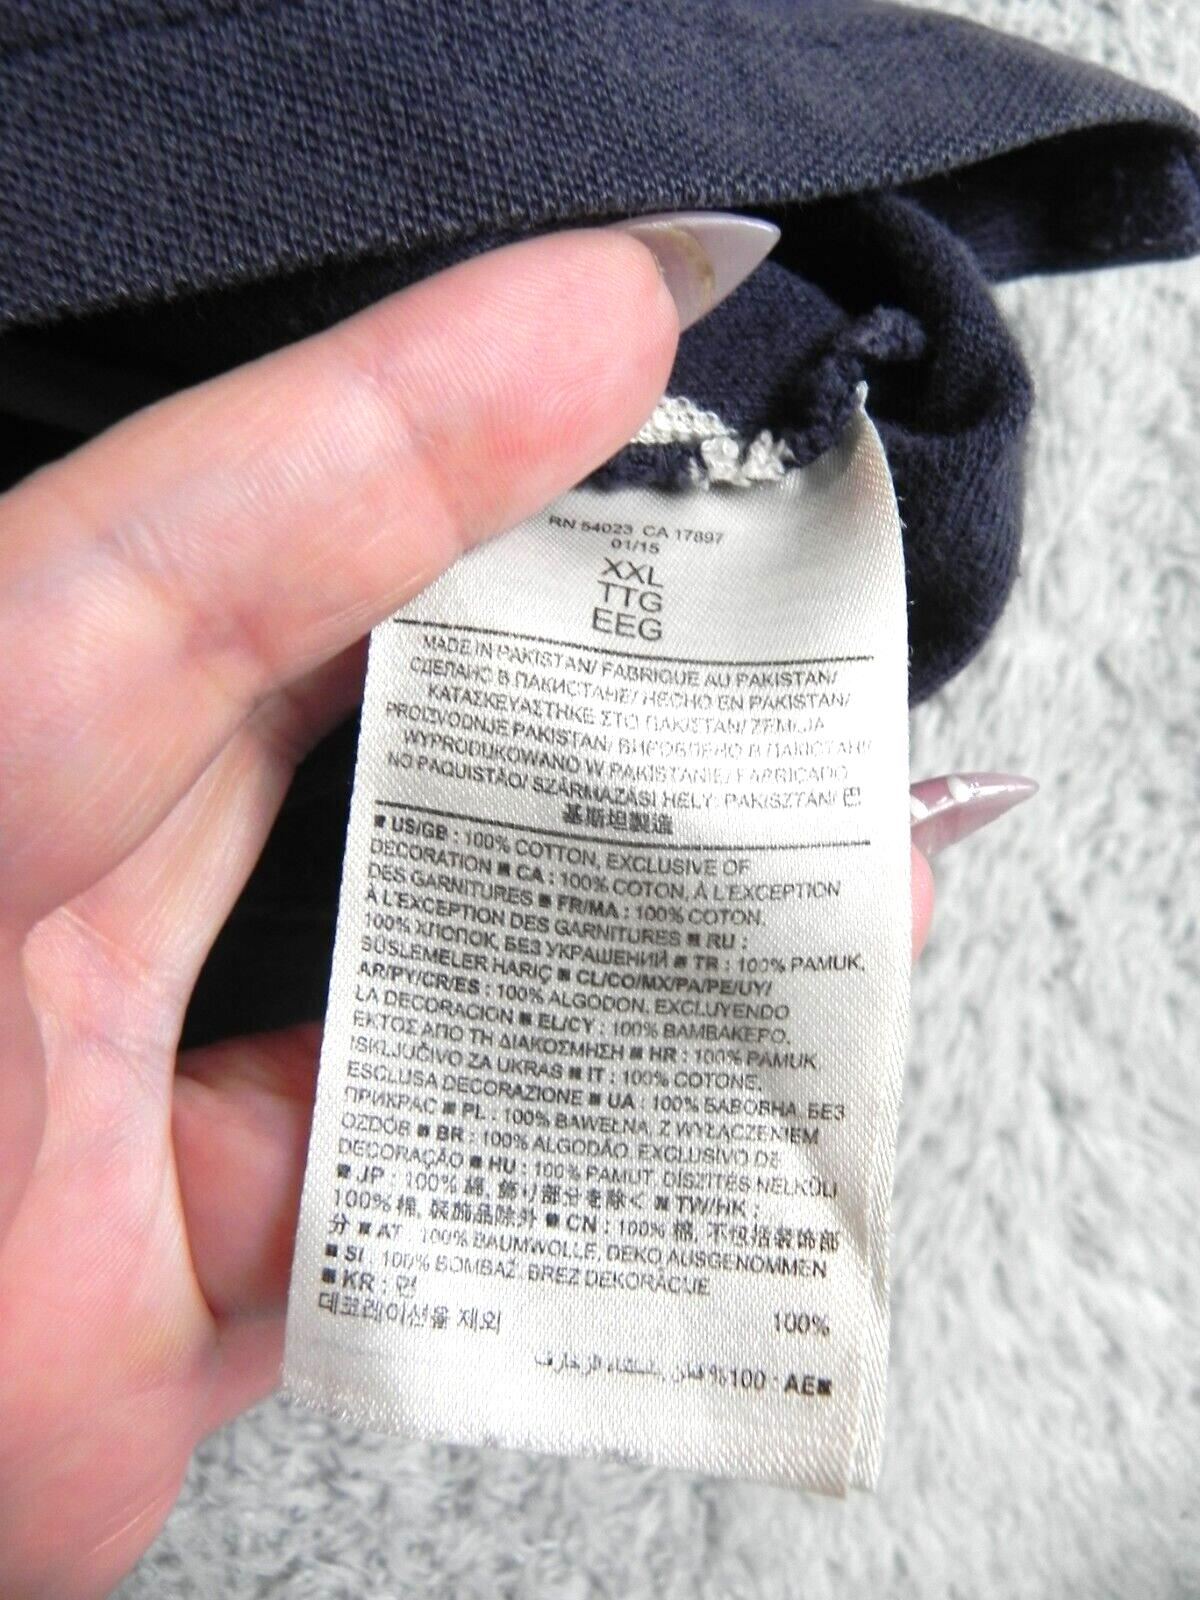 RN 54023 CA 17897
01/15
XXL
TTG
EEG
MADE IN PAKISTAN/ FABRIQUE AU PAKISTAN/
СДЕЛАНО В ПАКИСТАНЕ/ HECHO EN PAKISTAN/
ΚΑΤΑΣΚΕΥΑΣΤΗΚΕ ΣΤΟ ΠΑΚΙΣΤΑΝ/ ZEMLJA
PROIZVODNJE PAKISTAN/ ВИРОБЛЕНО В ПАКИСТАНІ/
WYPRODUKOWANO W PAKISTANIE/ FABRICADO
NO PAQUISTÃO/ SZÁRMAZÁSI HELY: PAKISZTÁN/ 巴
基斯坦製造
■ US/GB : 100% COTTON, EXCLUSIVE OF
DECORATION ■ CA : 100% COTON, À L'EXCEPTION
DES GARNITURES ■ FR/MA : 100% COTON,
À L'EXCEPTION DES GARNITURES ■ RU :
100% ХЛОПОК, БЕЗ УКРАШЕНИЙ ■ TR : 100% PAMUK,
SÜSLEMELER HARIÇ ■ CL/CO/MX/PA/PE/UY/
AR/PY/CR/ES : 100% ALGODON, EXCLUYENDO
LA DECORACION ■ EL/CY : 100% ΒΑΜΒΑΚΕΡΟ,
ΕΚΤΟΣ ΑΠΟ ΤΗ ΔΙΑΚΟΣΜΗΣΗ ■ HR : 100% PAMUK
ISKLJUČIVO ZA UKRAS ■ IT : 100% COTONE,
ESCLUSA DECORAZIONE ■ UA : 100% БАВОВНА, БЕЗ
ПРИКРАС ■ PL : 100% BAWEŁNA, Z WYŁĄCZENIEM
OZDÓB ■ BR : 100% ALGODÃO, EXCLUSIVO DE
DECORAÇÃO ■ HU : 100% PAMUT, DÍSZITÉS NÉLKÜLI
■ JP : 100% 綿, 飾り部分を除く ■ TW/HK :
100% 棉, 裝飾品除外 ■ CN : 100% 棉, 不包括装饰部
分 ■ AT : 100% BAUMWOLLE, DEKO AUSGENOMMEN
■ SI : 100% BOMBAŽ, BREZ DEKORACIJE
■ KR : 면 100%
데코레이션을 제외
■AE : 100% قطن باستثناء الزخارف